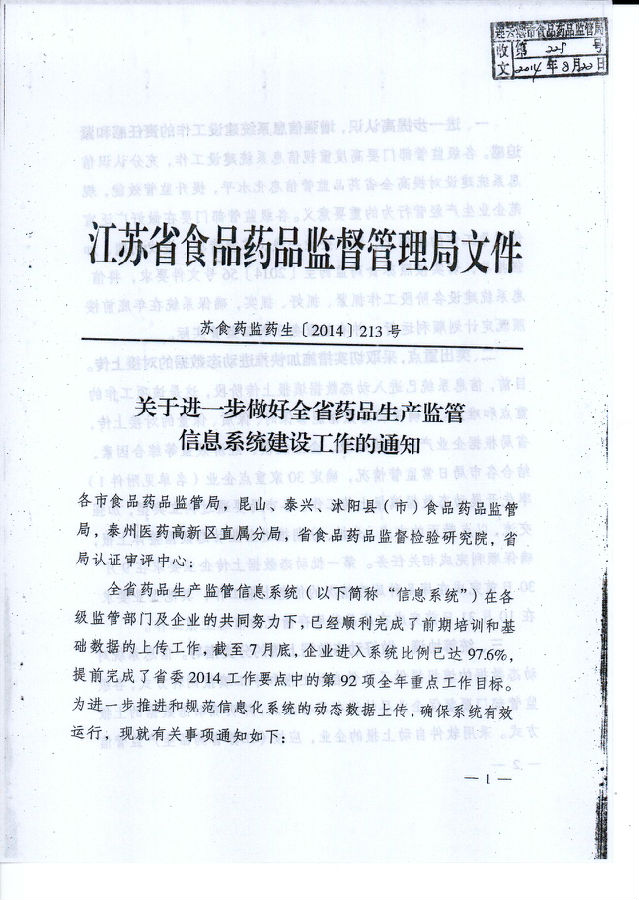 泰兴市食品药品监管局
收文 第 225 号
2014年8月22日
江苏省食品药品监督管理局文件
苏食药监药生〔2014〕213号
关于进一步做好全省药品生产监管
信息系统建设工作的通知
各市食品药品监管局，昆山、泰兴、沭阳县（市）食品药品监管
局，泰州医药高新区直属分局，省食品药品监督检验研究院，省
局认证审评中心：
全省药品生产监管信息系统（以下简称“信息系统”）在各
级监管部门及企业的共同努力下，已经顺利完成了前期培训和基
础数据的上传工作，截至7月底，企业进入系统比例已达97.6%，
提前完成了省委2014工作要点中的第92项全年重点工作目标。
为进一步推进和规范信息化系统的动态数据上传，确保系统有效
运行，现就有关事项通知如下：
— 1 —